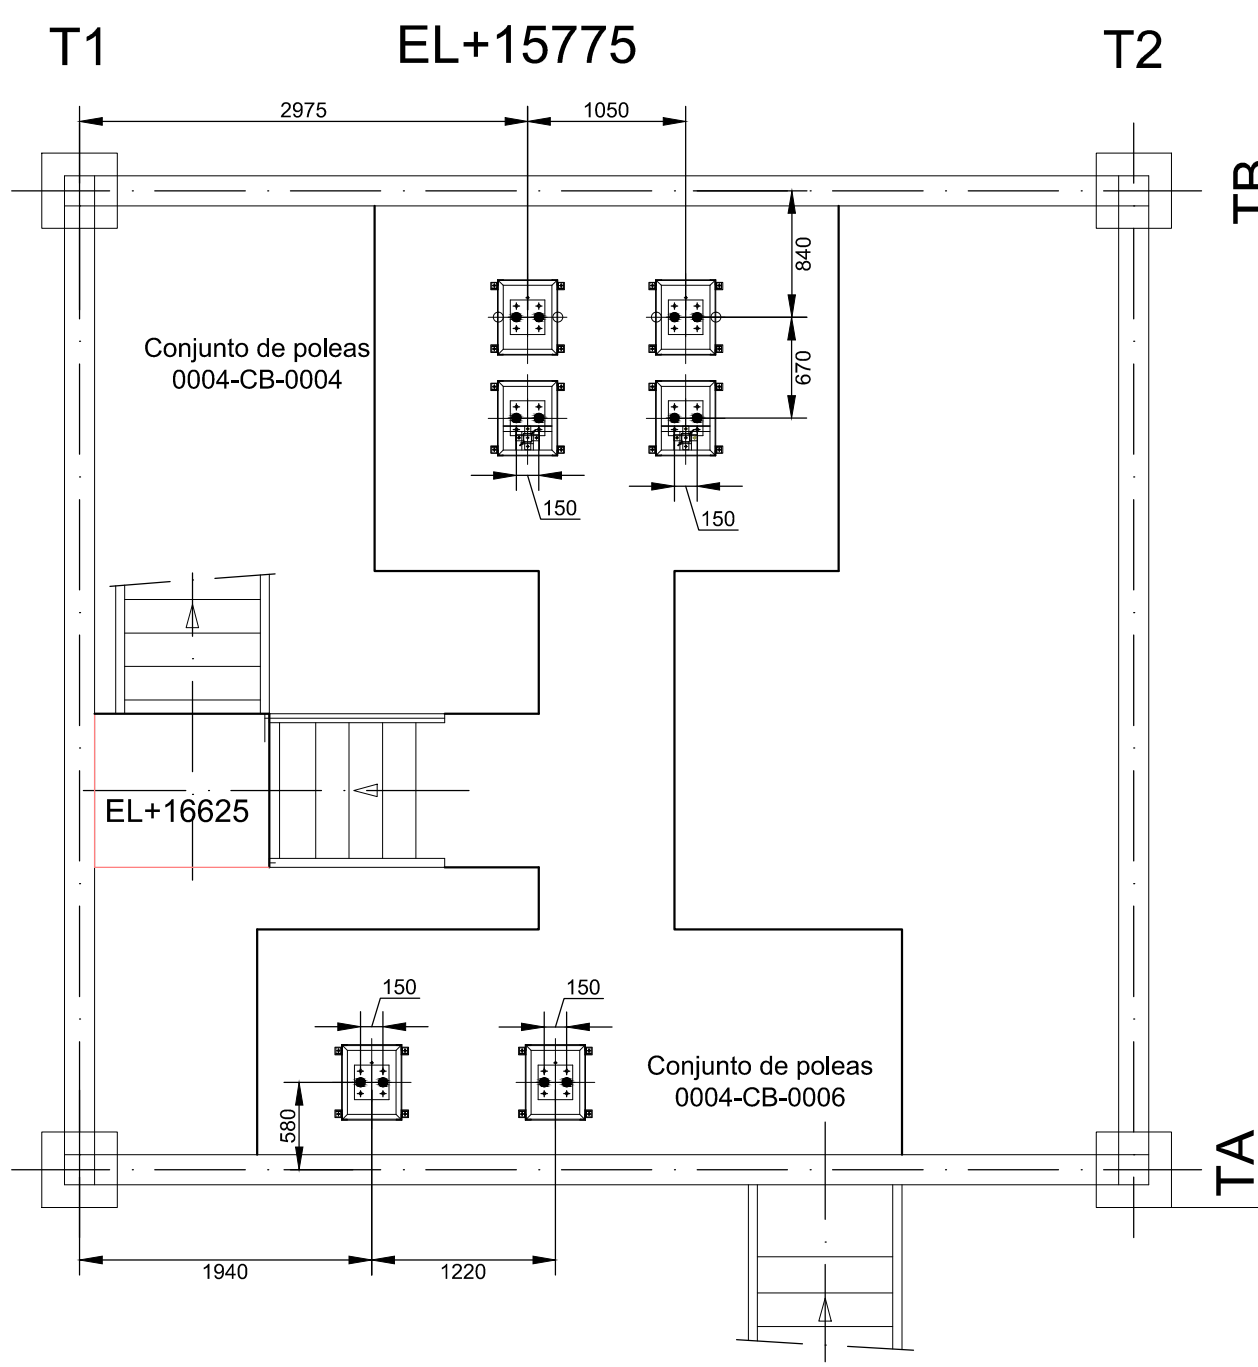 T1
EL+15775
T2
2975
1050
TB
840
Conjunto de poleas
0004-CB-0004
670
150
150
EL+16625
150
150
Conjunto de poleas
0004-CB-0006
580
TA
1940
1220